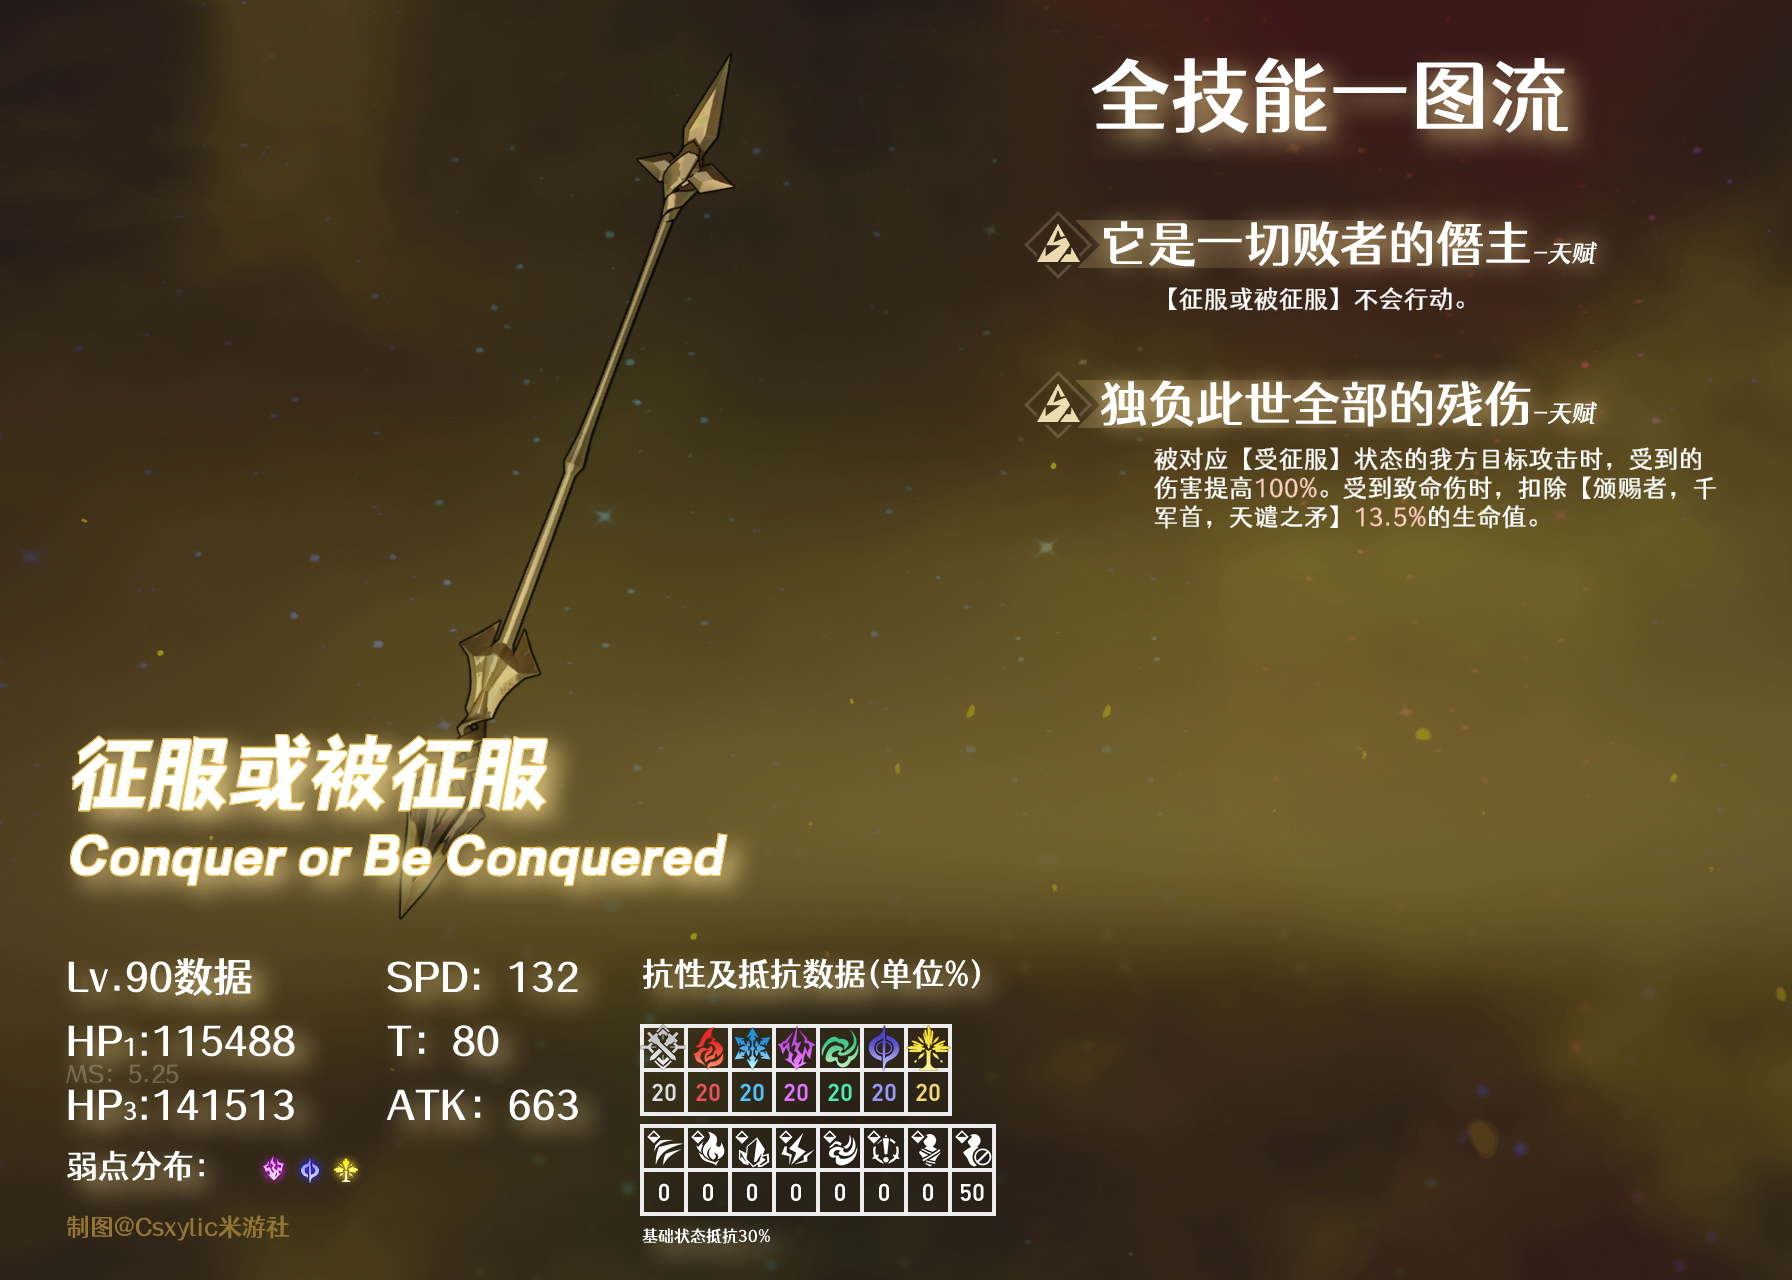 全技能一图流
它是一切败者的僭主-天赋
【征服或被征服】不会行动。
独负此世全部的残伤-天赋
被对应【受征服】状态的我方目标攻击时，受到的
伤害提高100%。受到致命伤时，扣除【颁赐者，千
军首，天谴之矛】13.5%的生命值。
征服或被征服
Conquer or Be Conquered
Lv.90数据
SPD: 132
HP1:115488
T: 80
MS: 5.25
HP3:141513
ATK: 663
弱点分布:
制图@Csxylic米游社
抗性及抵抗数据(单位%)
20 20 20 20 20 20 20
0 0 0 0 0 0 0 50
基础状态抵抗30%